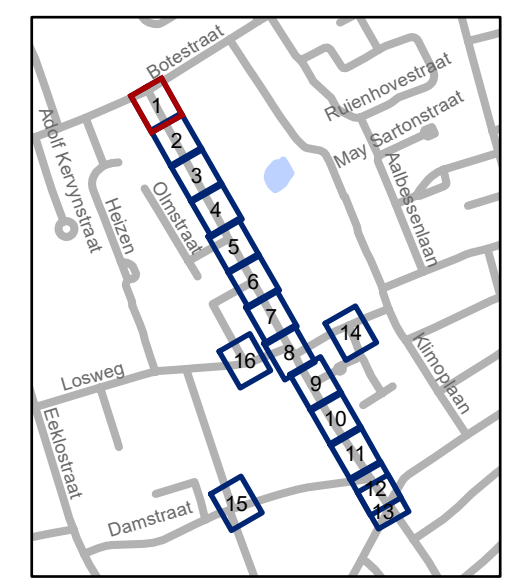 Botestraat
Ruienhovestraat
May Sartonstraat
Adolf Kervynstraat
Aalbessenlaan
Heizen
Olmstraat
Klimoplaan
Losweg
Eeklostraat
Damstraat
1
2
3
4
5
6
7
8
9
10
11
12
13
14
15
16